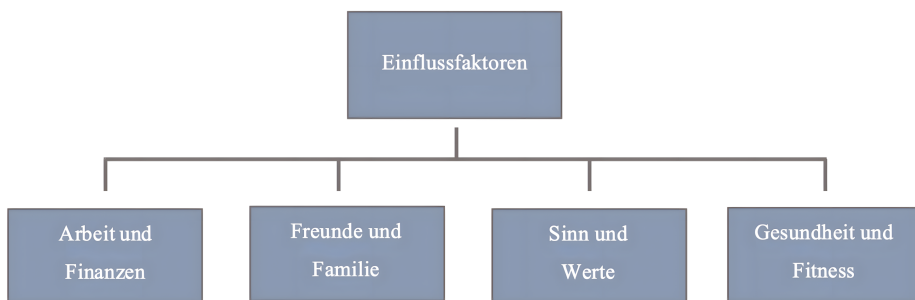 Einflussfaktoren
Arbeit und
Finanzen
Freunde und
Familie
Sinn und
Werte
Gesundheit und
Fitness